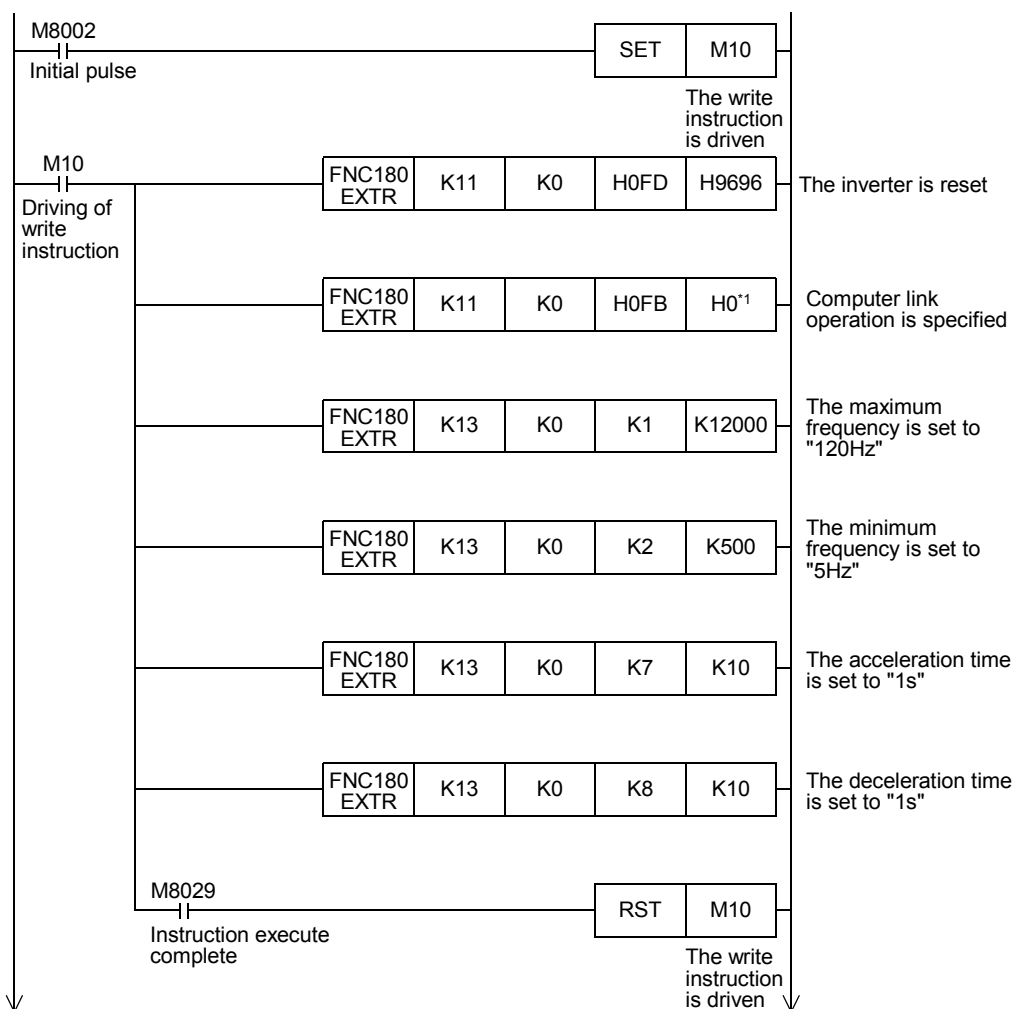 M8002
Initial pulse
SET M10
The write
instruction
is driven
M10
Driving of
write
instruction
FNC180
EXTR K11 K0 H0FD H9696
The inverter is reset
FNC180
EXTR K11 K0 H0FB H0*1
Computer link
operation is specified
FNC180
EXTR K13 K0 K1 K12000
The maximum
frequency is set to
"120Hz"
FNC180
EXTR K13 K0 K2 K500
The minimum
frequency is set to
"5Hz"
FNC180
EXTR K13 K0 K7 K10
The acceleration time
is set to "1s"
FNC180
EXTR K13 K0 K8 K10
The deceleration time
is set to "1s"
M8029
Instruction execute
complete
RST M10
The write
instruction
is driven